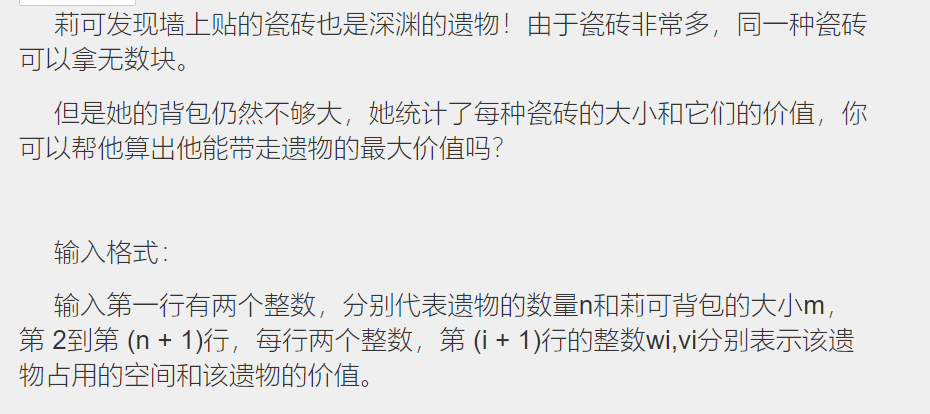 莉可发现墙上贴的瓷砖也是深渊的遗物！由于瓷砖非常多，同一种瓷砖
可以拿无数块。
但是她的背包仍然不够大，她统计了每种瓷砖的大小和它们的价值，你
可以帮他算出他能带走遗物的最大价值吗？
输入格式：
输入第一行有两个整数，分别代表遗物的数量n和莉可背包的大小m，
第 2到第 (n + 1)行，每行两个整数，第 (i + 1)行的整数wi,vi分别表示该遗
物占用的空间和该遗物的价值。